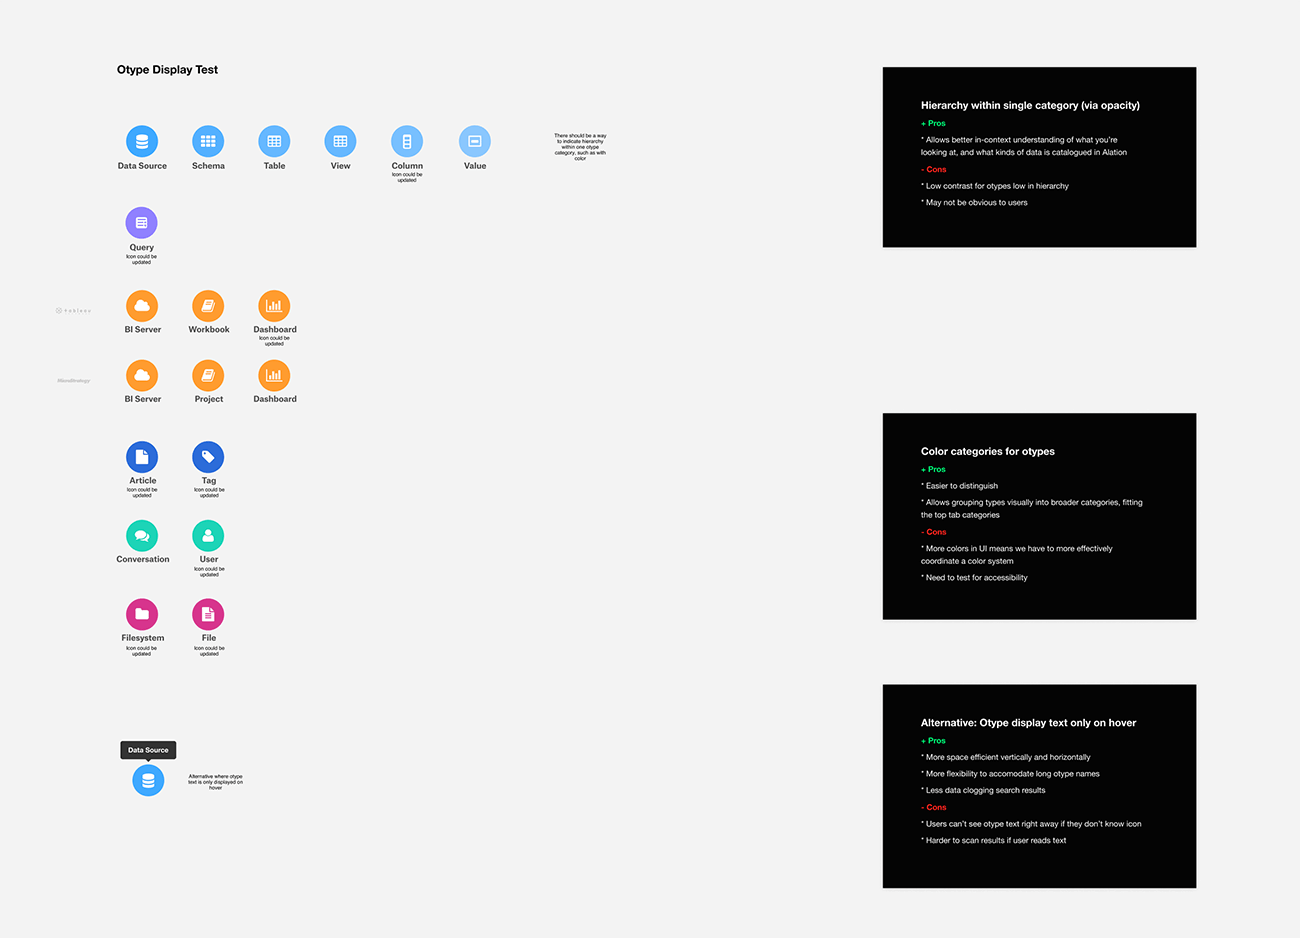 Otype Display Test
Data Source
Schema
Table
View
Column
Icon could be
updated
Value
There should be a way
to indicate hierarchy
within one otype
category, such as with
color
Query
Icon could be
updated
tableau
BI Server
Workbook
Dashboard
Icon could be
updated
MicroStrategy
BI Server
Project
Dashboard
Article
Icon could be
updated
Tag
Icon could be
updated
Conversation
User
Icon could be
updated
Filesystem
Icon could be
updated
File
Icon could be
updated
Data Source
Alternative where otype
text is only displayed on
hover
Hierarchy within single category (via opacity)
+ Pros
* Allows better in-context understanding of what you're
looking at, and what kinds of data is catalogued in Alation
- Cons
* Low contrast for otypes low in hierarchy
* May not be obvious to users
Color categories for otypes
+ Pros
* Easier to distinguish
* Allows grouping types visually into broader categories, fitting
the top tab categories
- Cons
* More colors in UI means we have to more effectively
coordinate a color system
* Need to test for accessibility
Alternative: Otype display text only on hover
+ Pros
* More space efficient vertically and horizontally
* More flexibility to accomodate long otype names
* Less data clogging search results
- Cons
* Users can't see otype text right away if they don't know icon
* Harder to scan results if user reads text